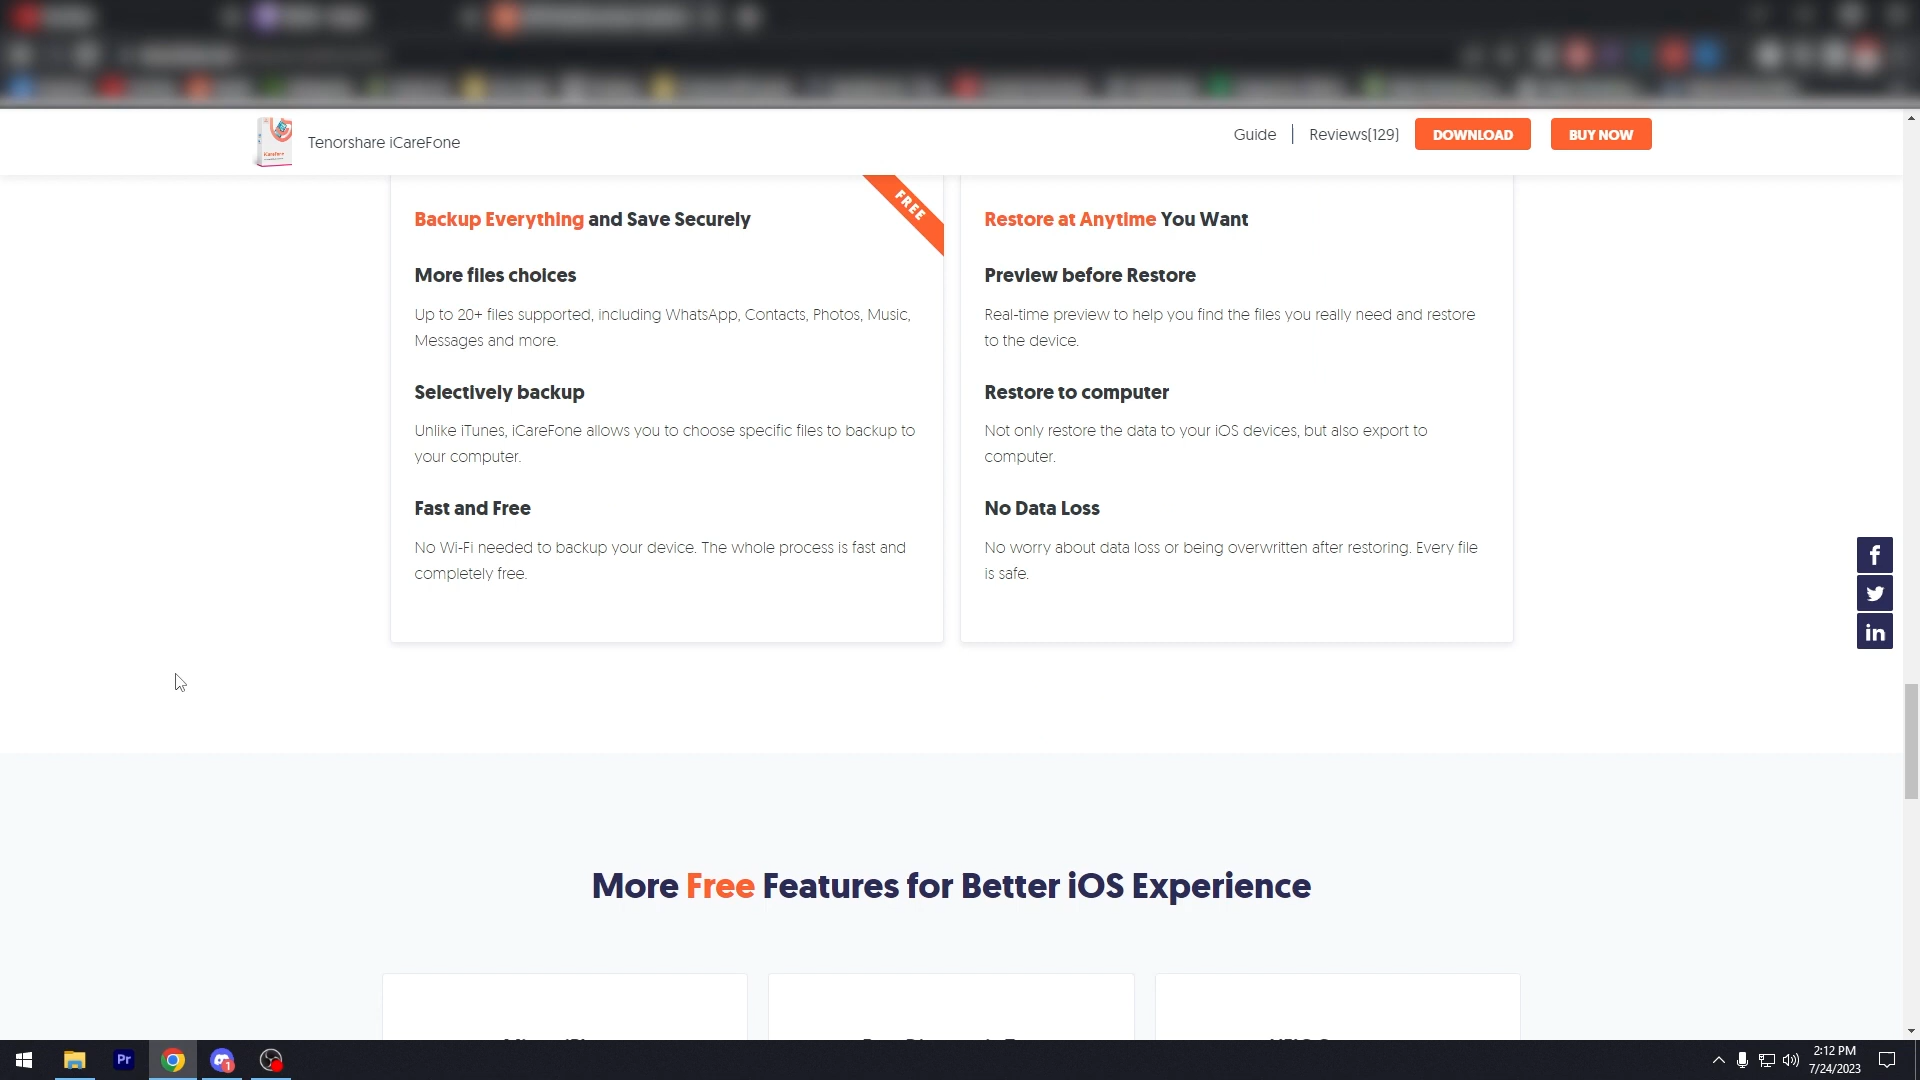 Tenorshare iCareFone
Guide
Reviews(129)
DOWNLOAD
BUY NOW
FREE
Backup Everything and Save Securely
More files choices
Up to 20+ files supported, including WhatsApp, Contacts, Photos, Music,
Messages and more.
Selectively backup
Unlike iTunes, iCareFone allows you to choose specific files to backup to
your computer.
Fast and Free
No Wi-Fi needed to backup your device. The whole process is fast and
completely free.
Restore at Anytime You Want
Preview before Restore
Real-time preview to help you find the files you really need and restore
to the device.
Restore to computer
Not only restore the data to your iOS devices, but also export to
computer.
No Data Loss
No worry about data loss or being overwritten after restoring. Every file
is safe.
More Free Features for Better iOS Experience
Pr
1
2:12 PM
7/24/2023